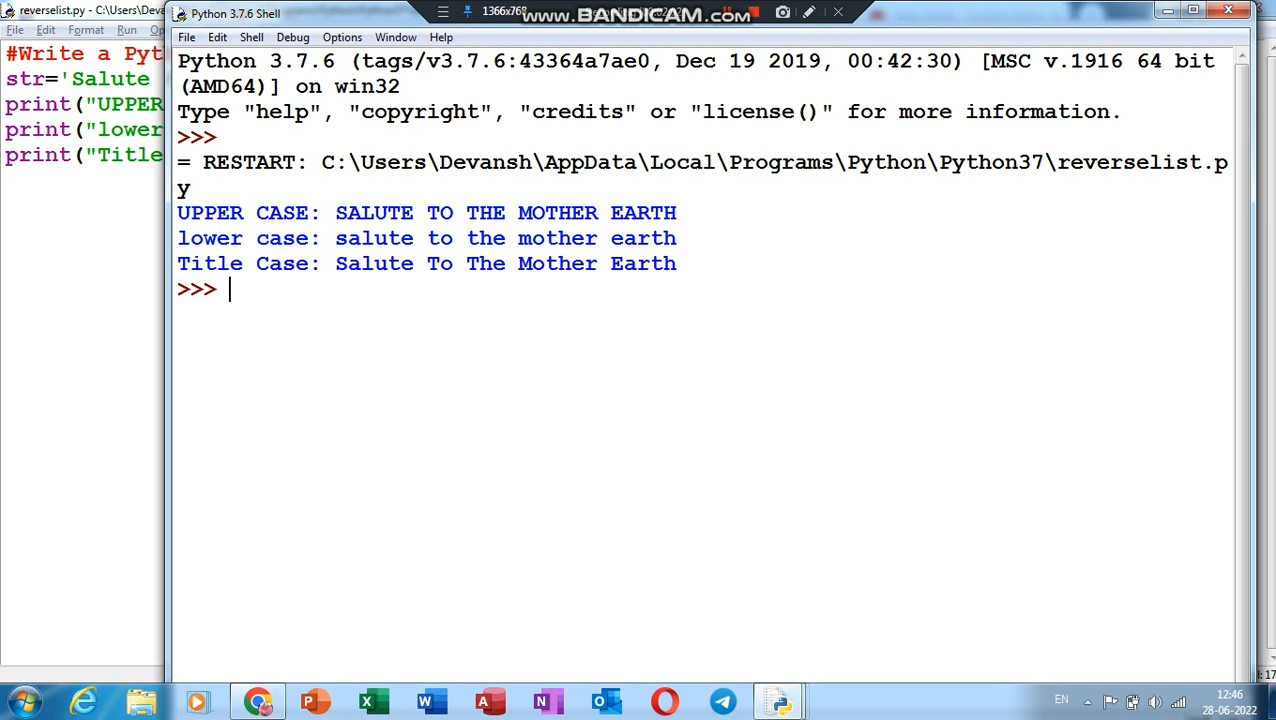 reverselist.py - C:\Users\Deva
File Edit Format Run Op
#Write a Pyt
str='Salute
print("UPPER
print("lower
print("Title
Python 3.7.6 Shell
1366x768
www.BANDICAM.com
File Edit Shell Debug Options Window Help
Python 3.7.6 (tags/v3.7.6:43364a7ae0, Dec 19 2019, 00:42:30) [MSC v.1916 64 bit
(AMD64)] on win32
Type "help", "copyright", "credits" or "license()" for more information.
>>>
= RESTART: C:\Users\Devansh\AppData\Local\Programs\Python\Python37\reverselist.p
y
UPPER CASE: SALUTE TO THE MOTHER EARTH
lower case: salute to the mother earth
Title Case: Salute To The Mother Earth
>>>
EN
12:46
28-06-2022